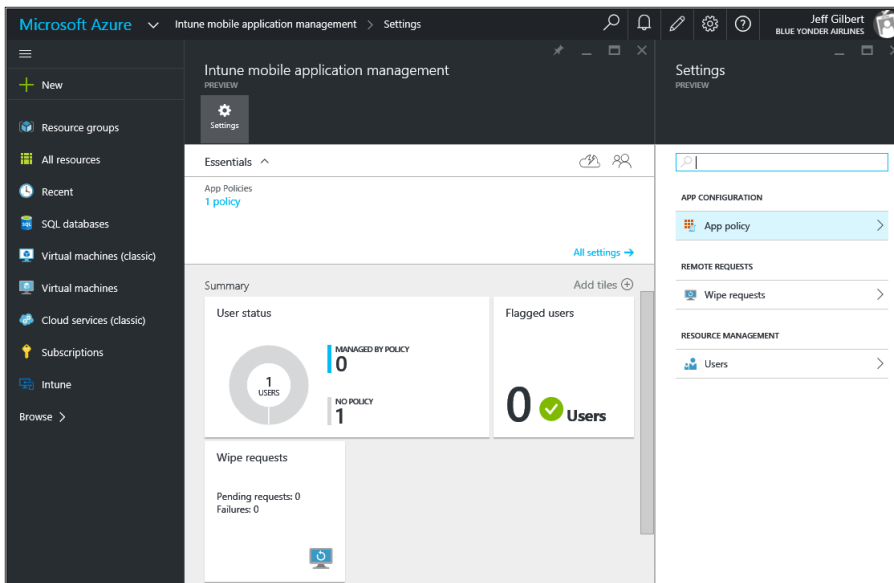 Microsoft Azure
Intune mobile application management > Settings
Jeff Gilbert
BLUE YONDER AIRLINES
New
Resource groups
All resources
Recent
SQL databases
Virtual machines (classic)
Virtual machines
Cloud services (classic)
Subscriptions
Intune
Browse >
Intune mobile application management
PREVIEW
Settings
Essentials
App Policies
1 policy
All settings →
Summary
Add tiles
User status
1
USERS
MANAGED BY POLICY
0
NO POLICY
1
Flagged users
0 Users
Wipe requests
Pending requests: 0
Failures: 0
Settings
PREVIEW
APP CONFIGURATION
App policy
REMOTE REQUESTS
Wipe requests
RESOURCE MANAGEMENT
Users